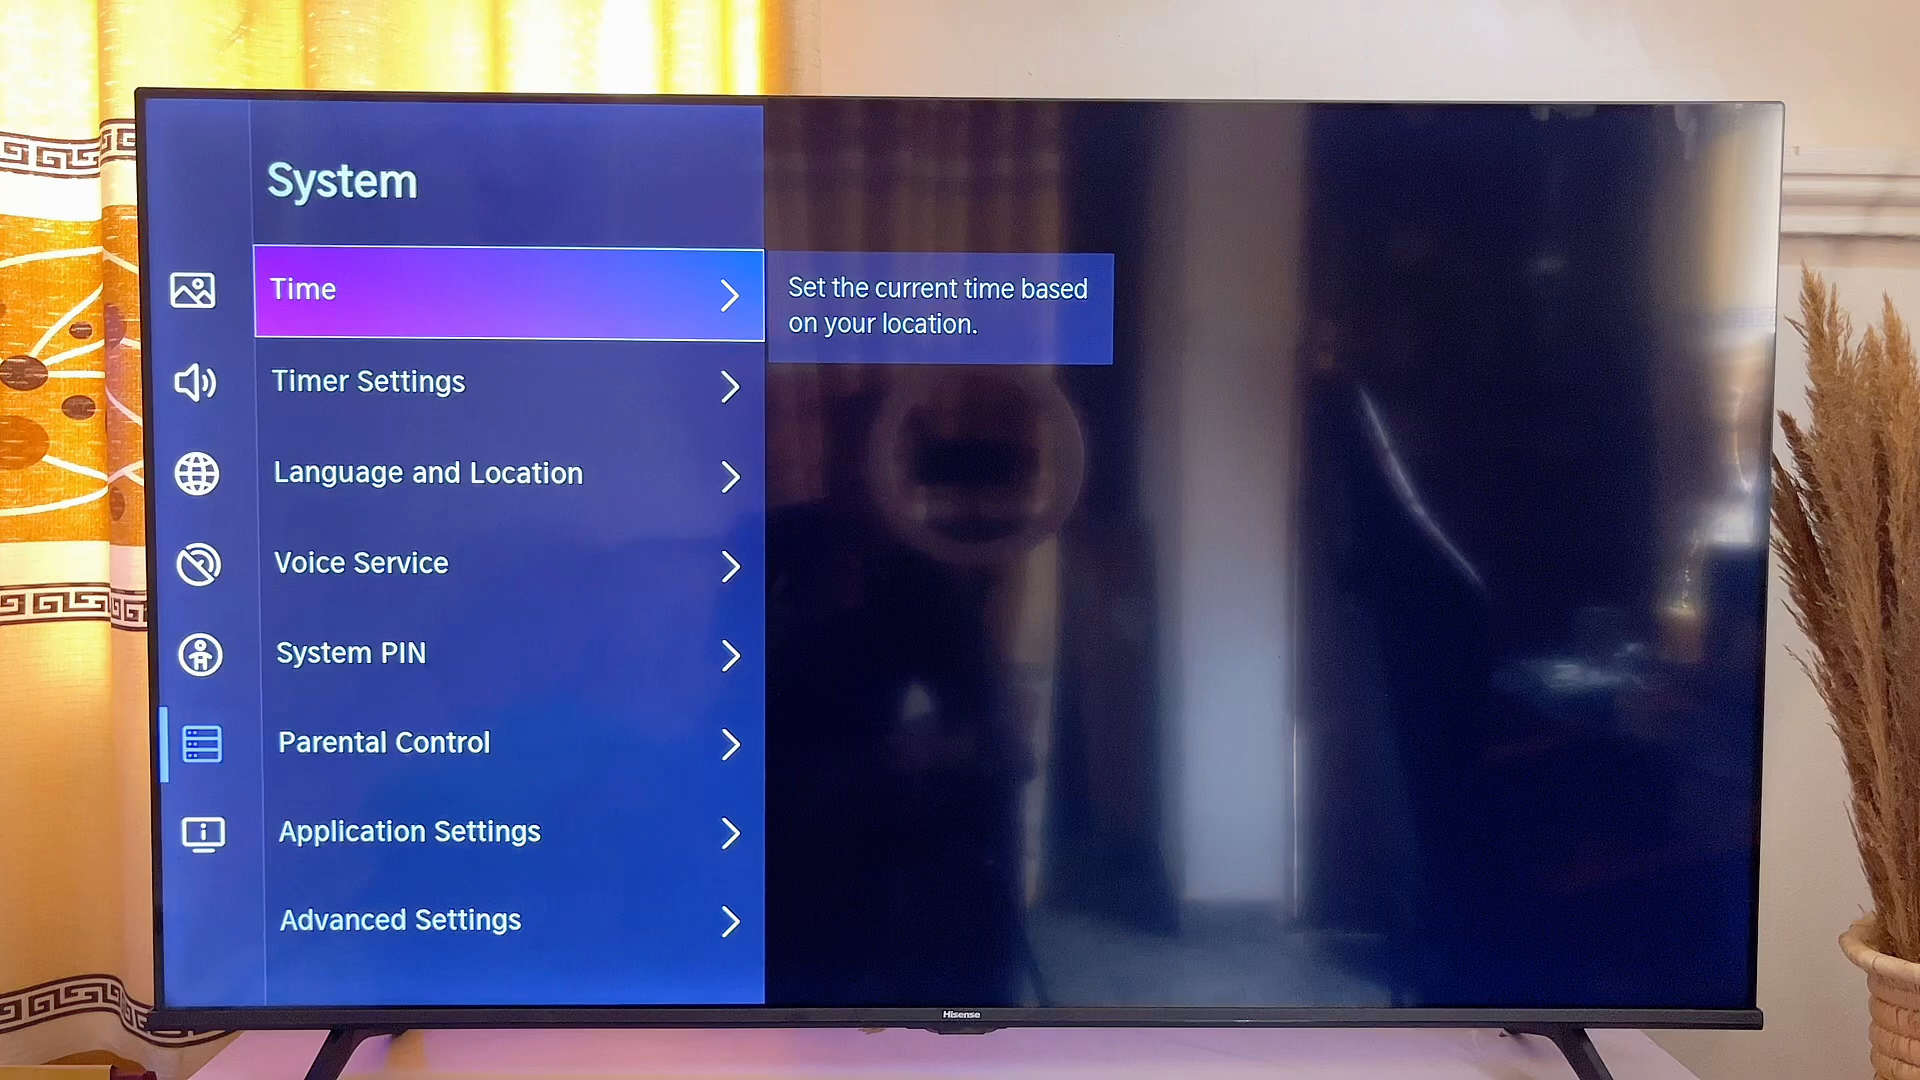 System
Time
Set the current time based
on your location.
Timer Settings
Language and Location
Voice Service
System PIN
Parental Control
Application Settings
Advanced Settings
Hisense